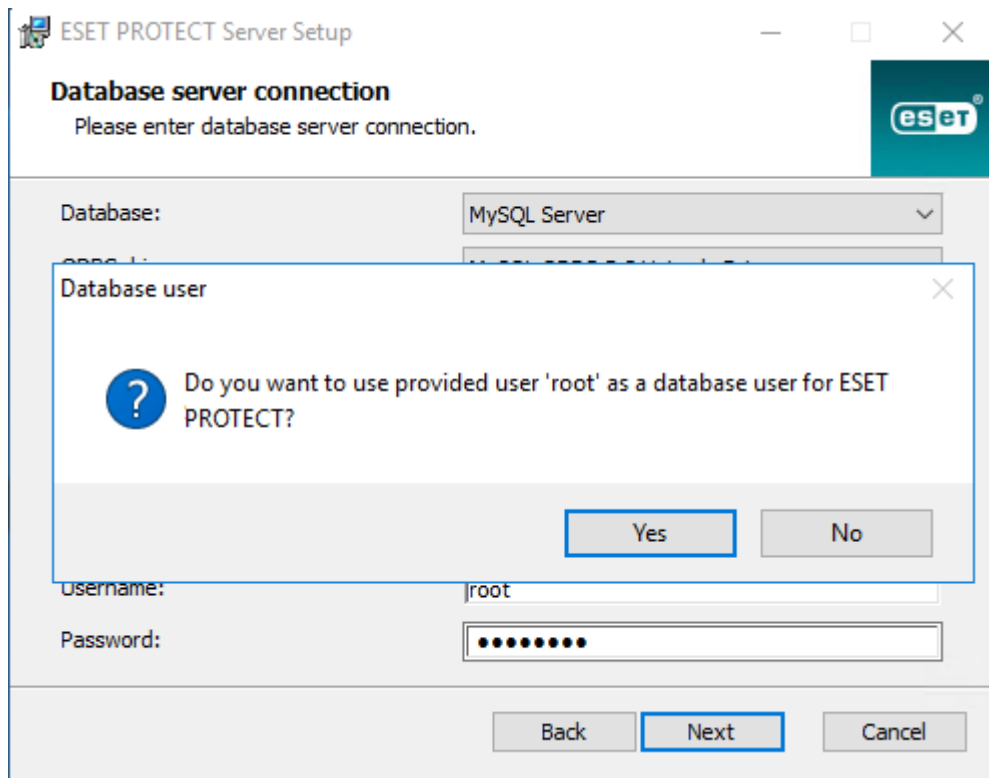 ESET PROTECT Server Setup
Database server connection
Please enter database server connection.
eset®
Database: MySQL Server
Database user
Do you want to use provided user 'root' as a database user for ESET
PROTECT?
Yes No
Username: root
Password: ●●●●●●●●
Back Next Cancel